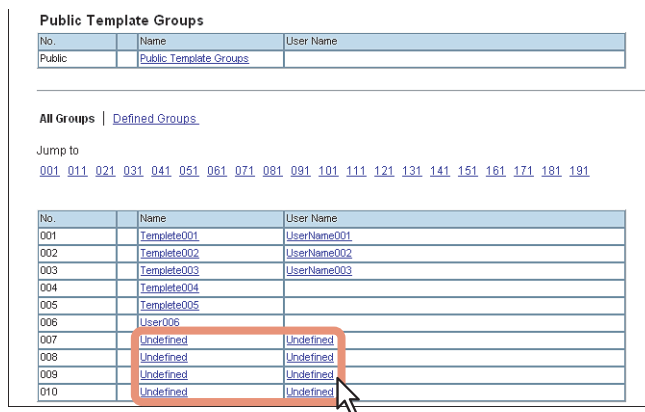 Public Template Groups
No. Name User Name
Public Public Template Groups
All Groups | Defined Groups
Jump to
001 011 021 031 041 051 061 071 081 091 101 111 121 131 141 151 161 171 181 191
No. Name User Name
001 Templete001 UserName001
002 Templete002 UserName002
003 Templete003 UserName003
004 Templete004
005 Templete005
006 User006
007 Undefined Undefined
008 Undefined Undefined
009 Undefined Undefined
010 Undefined Undefined